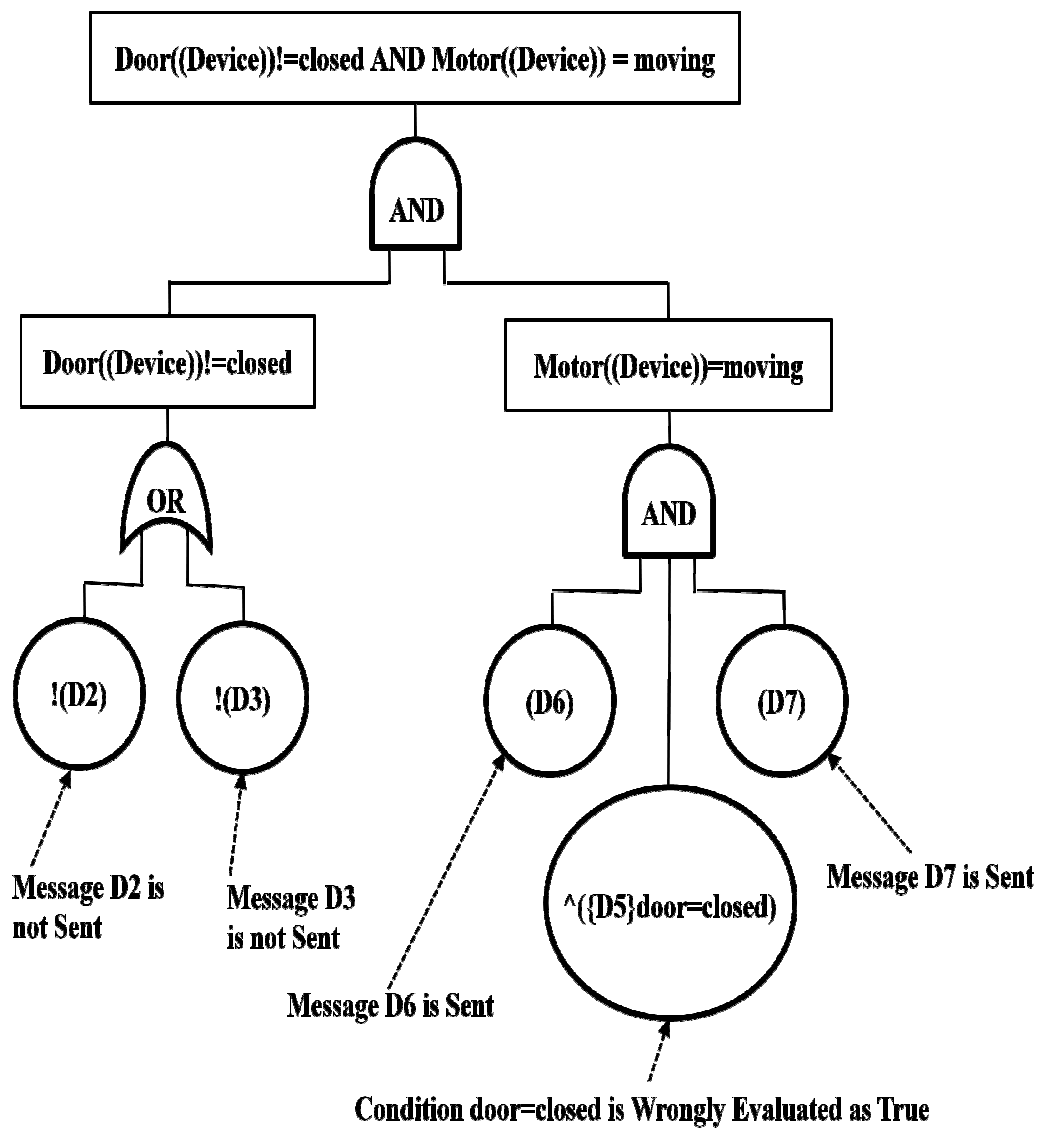 Door((Device))!=closed AND Motor((Device)) = moving
AND
Door((Device))!=closed
Motor((Device))=moving
OR
AND
!(D2)
!(D3)
(D6)
(D7)
^({D5}door=closed)
Message D2 is
not Sent
Message D3
is not Sent
Message D6 is Sent
Message D7 is Sent
Condition door=closed is Wrongly Evaluated as True